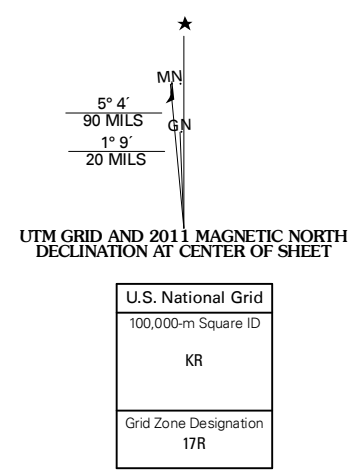 ★
MN
5° 4´
90 MILS
GN
1° 9´
20 MILS
UTM GRID AND 2011 MAGNETIC NORTH
DECLINATION AT CENTER OF SHEET
U.S. National Grid
100,000-m Square ID
KR
Grid Zone Designation
17R